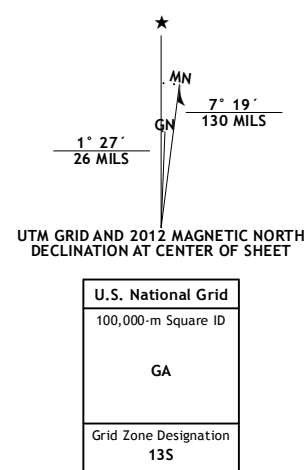 ★
MN
GN
7° 19´
130 MILS
1° 27´
26 MILS
UTM GRID AND 2012 MAGNETIC NORTH
DECLINATION AT CENTER OF SHEET
U.S. National Grid
100,000-m Square ID
GA
Grid Zone Designation
13S